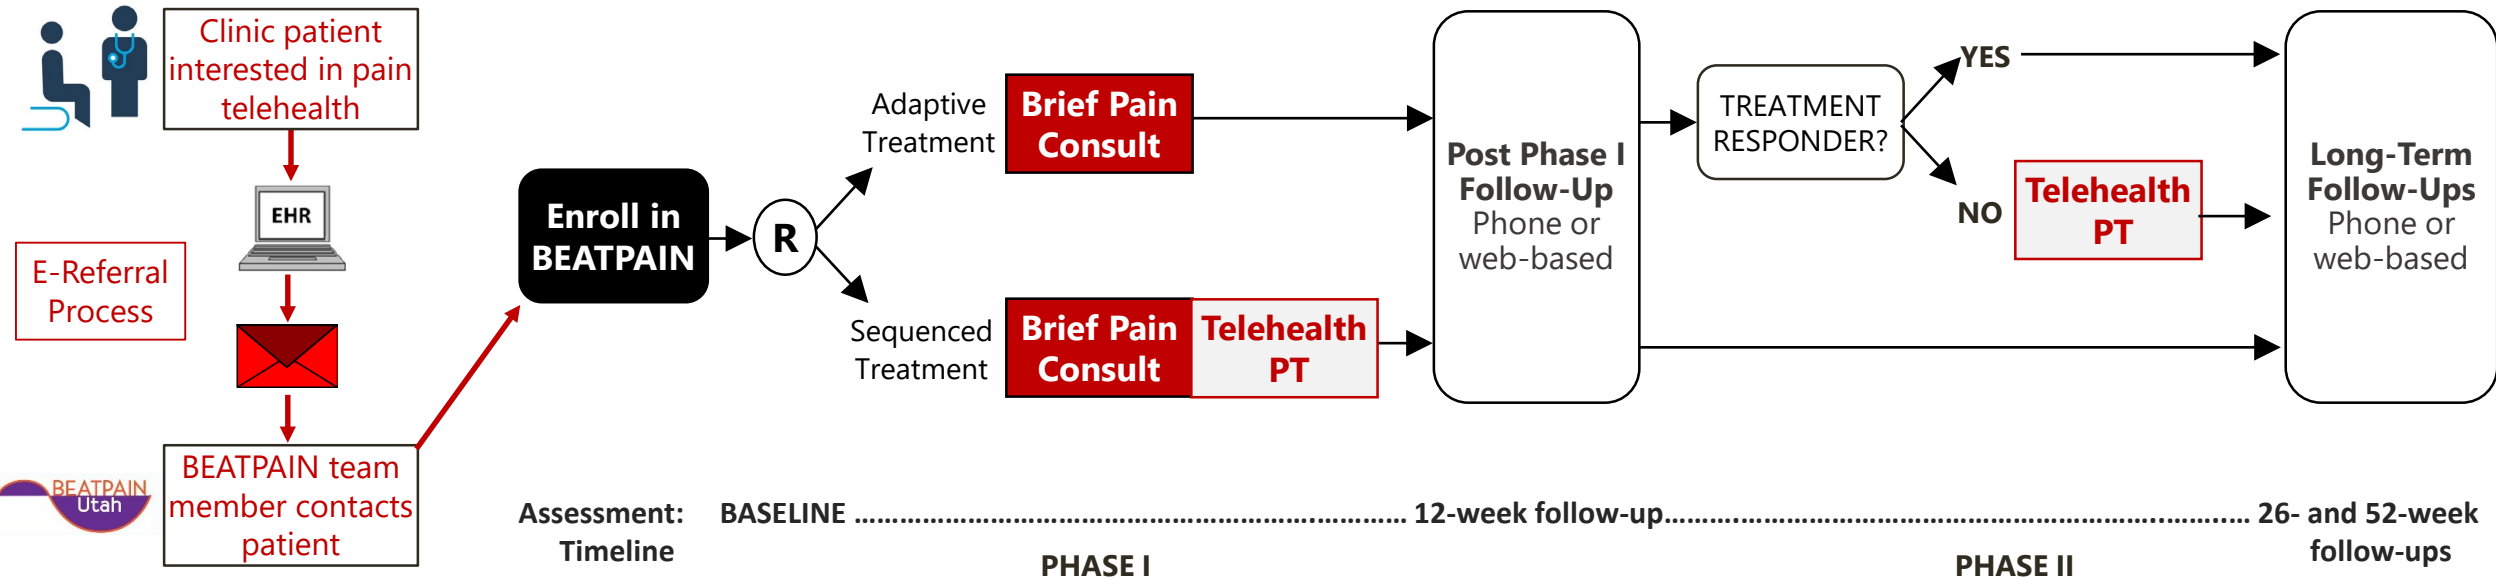 Clinic patient
interested in pain
telehealth
EHR
E-Referral
Process
BEATPAIN
Utah
BEATPAIN team
member contacts
patient
Enroll in
BEATPAIN
R
Adaptive
Treatment
Brief Pain
Consult
Sequenced
Treatment
Brief Pain
Consult
Telehealth
PT
Post Phase I
Follow-Up
Phone or
web-based
TREATMENT
RESPONDER?
YES
NO
Telehealth
PT
Long-Term
Follow-Ups
Phone or
web-based
Assessment:
Timeline
BASELINE ........................................................................ 12-week follow-up........................................................................ 26- and 52-week
follow-ups
PHASE I
PHASE II